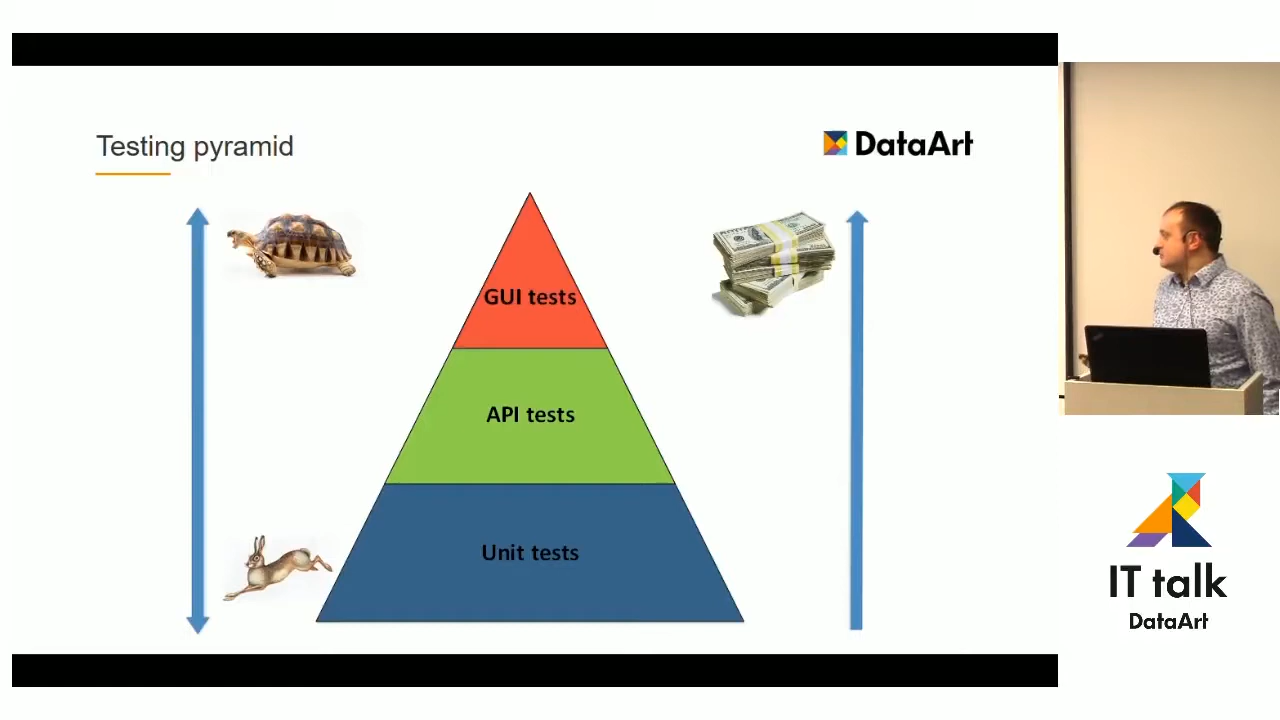 Testing pyramid
DataArt
GUI tests
API tests
Unit tests
IT talk
DataArt